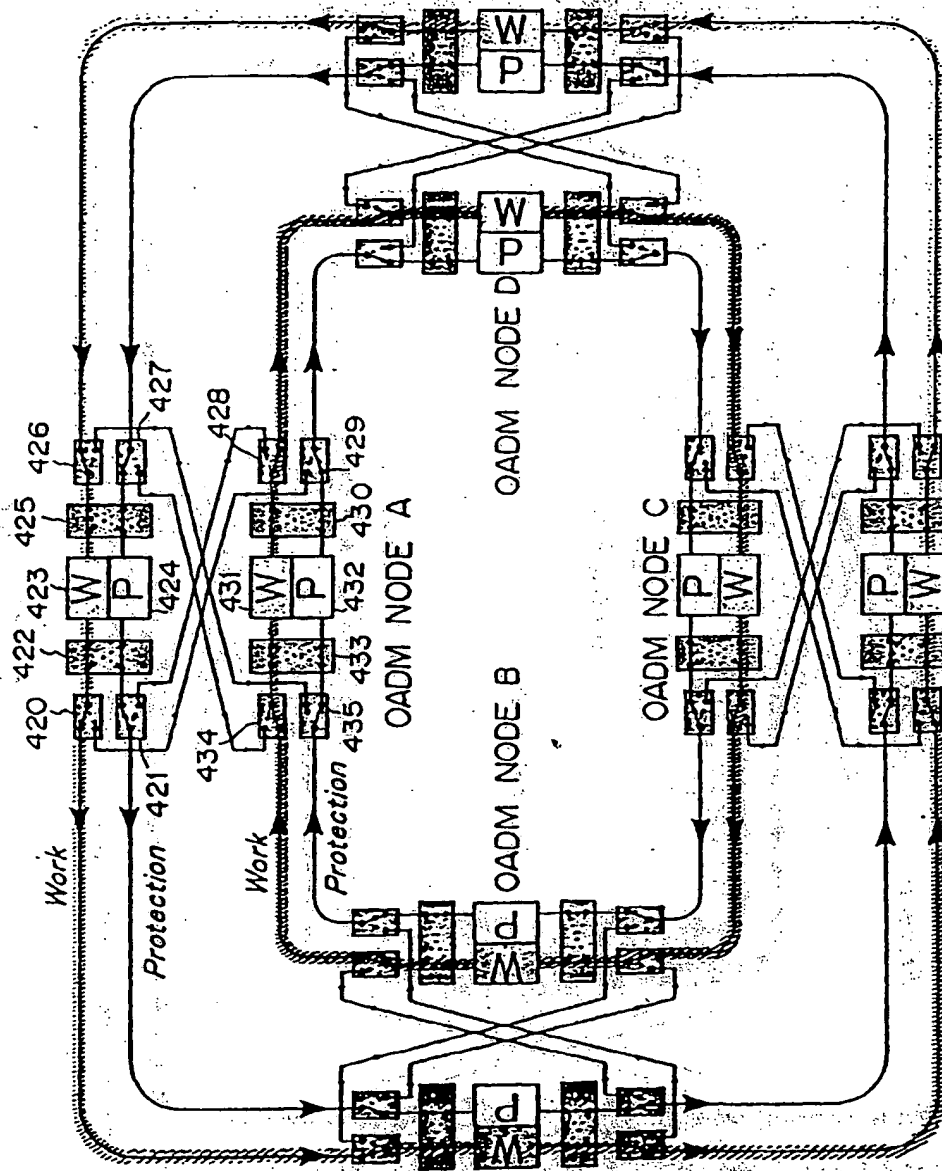 W
P
426
427
425
423
W
P
424
422
420
421
428
429
430
431
W
P
432
433
434
435
OADM NODE A
W
P
OADM NODE D
Work
Protection
Work
Protection
OADM NODE B
P
W
OADM NODE C
P
W
P
W
P
W